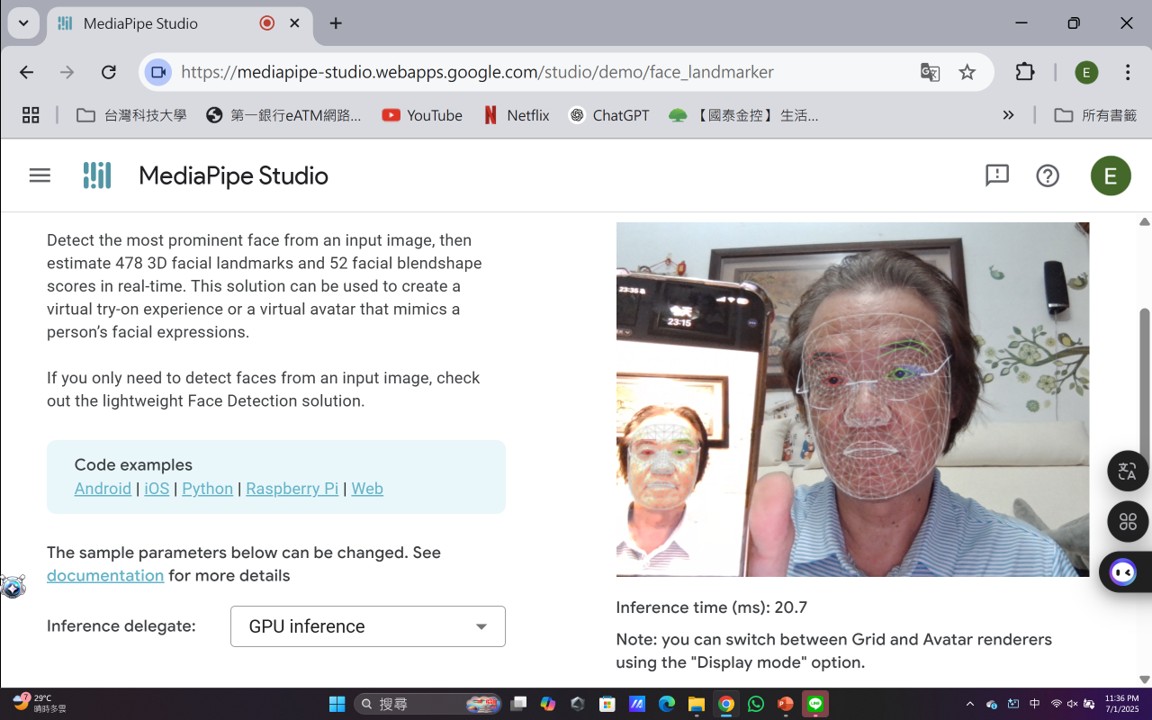 MediaPipe Studio
https://mediapipe-studio.webapps.google.com/studio/demo/face_landmarker
E
台灣科技大學
第一銀行eATM網路...
YouTube
Netflix
ChatGPT
【國泰金控】生活...
所有書籤
MediaPipe Studio
E
Detect the most prominent face from an input image, then
estimate 478 3D facial landmarks and 52 facial blendshape
scores in real-time. This solution can be used to create a
virtual try-on experience or a virtual avatar that mimics a
person's facial expressions.
If you only need to detect faces from an input image, check
out the lightweight Face Detection solution.
Code examples
Android | iOS | Python | Raspberry Pi | Web
The sample parameters below can be changed. See
documentation for more details
Inference delegate:
GPU inference
23:15
Inference time (ms): 20.7
Note: you can switch between Grid and Avatar renderers
using the "Display mode" option.
7
29°C
晴時多雲
搜尋
中
11:36 PM
7/1/2025